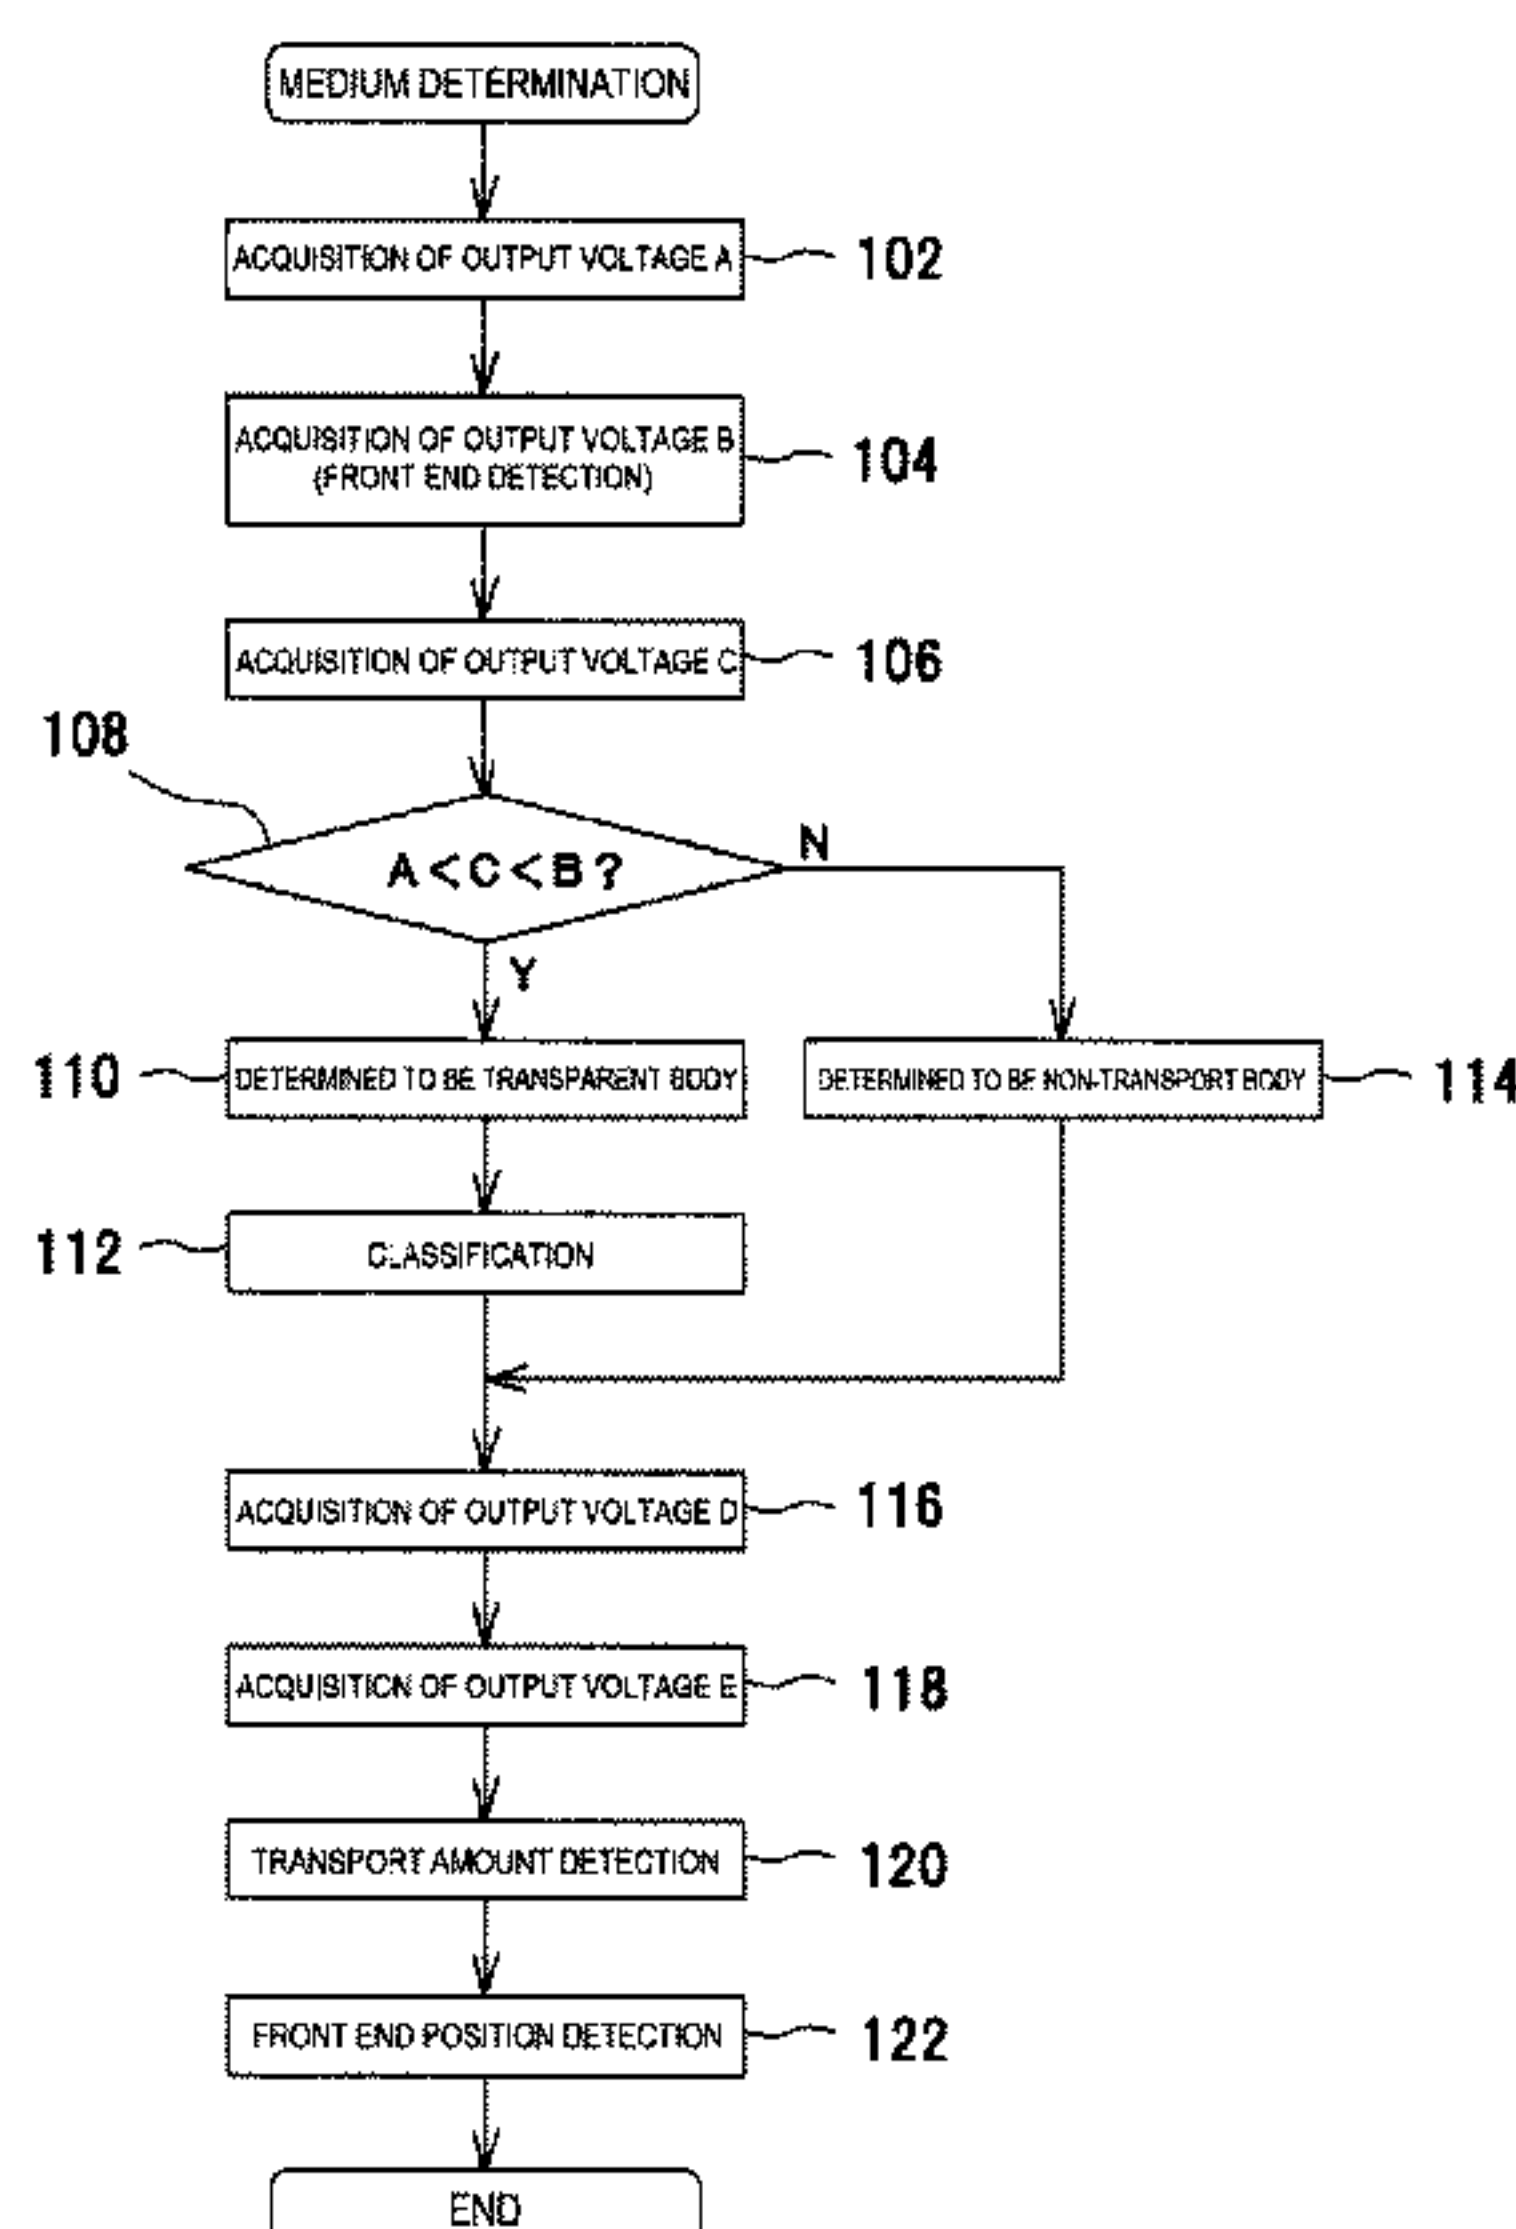 MEDIUM DETERMINATION
ACQUISITION OF OUTPUT VOLTAGE A
102
ACQUISITION OF OUTPUT VOLTAGE B
(FRONT END DETECTION)
104
ACQUISITION OF OUTPUT VOLTAGE C
106
108
A<C<B?
N
Y
110
DETERMINED TO BE TRANSPARENT BODY
DETERMINED TO BE NON-TRANSPORT BODY
114
112
CLASSIFICATION
ACQUISITION OF OUTPUT VOLTAGE D
116
ACQUISITION OF OUTPUT VOLTAGE E
118
TRANSPORT AMOUNT DETECTION
120
FRONT END POSITION DETECTION
122
END